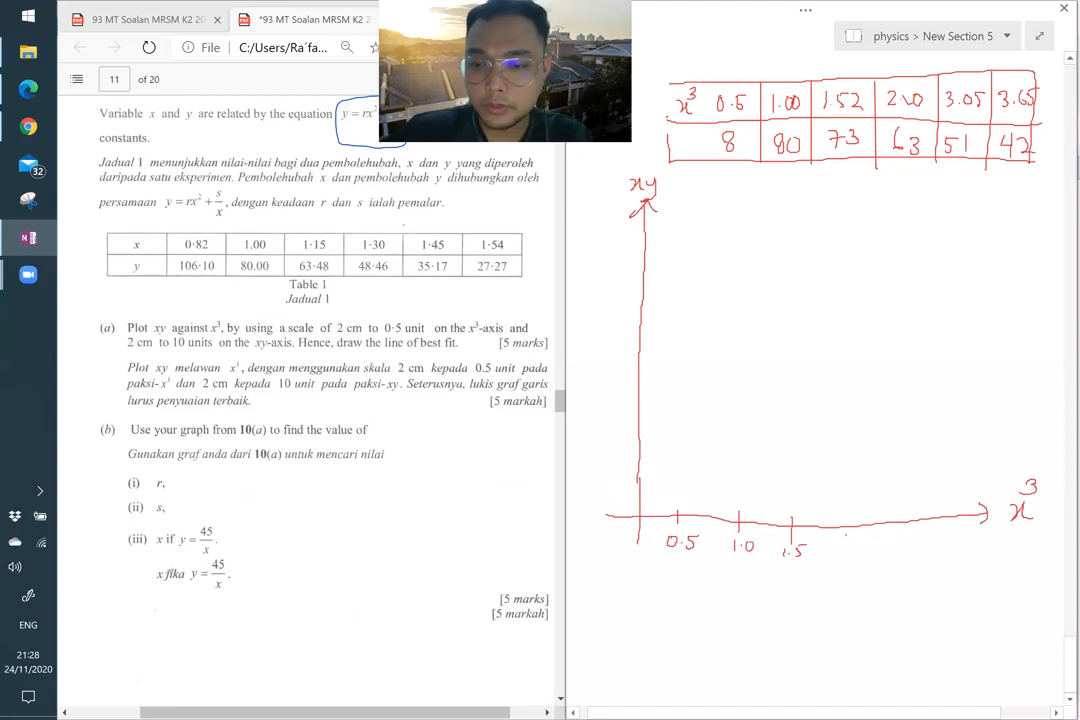 93 MT Soalan MRSM K2 20
*93 MT Soalan MRSM K2 2
File
C:/Users/Ra'fa...
physics > New Section 5
11 of 20
Variable x and y are related by the equation y = rx²
constants.
Jadual 1 menunjukkan nilai-nilai bagi dua pembolehubah, x dan y yang diperoleh
daripada satu eksperimen. Pembolehubah x dan pembolehubah y dihubungkan oleh
persamaan y = rx² + s/x, dengan keadaan r dan s ialah pemalar.
x 0·82 1.00 1·15 1·30 1·45 1·54
y 106·10 80.00 63·48 48·46 35·17 27·27
Table 1
Jadual 1
(a) Plot xy against x³, by using a scale of 2 cm to 0·5 unit on the x³-axis and
2 cm to 10 units on the xy-axis. Hence, draw the line of best fit. [5 marks]
Plot xy melawan x³, dengan menggunakan skala 2 cm kepada 0.5 unit pada
paksi-x³ dan 2 cm kepada 10 unit pada paksi-xy. Seterusnya, lukis graf garis
lurus penyuaian terbaik. [5 markah]
(b) Use your graph from 10(a) to find the value of
Gunakan graf anda dari 10(a) untuk mencari nilai
(i) r,
(ii) s,
(iii) x if y = 45/x.
x jika y = 45/x.
[5 marks]
[5 markah]
x³ 0.5 1.00 1.52 2.20 3.05 3.65
8 80 73 63 51 42
xy
x³
0.5 1.0 1.5
32
ENG
21:28
24/11/2020